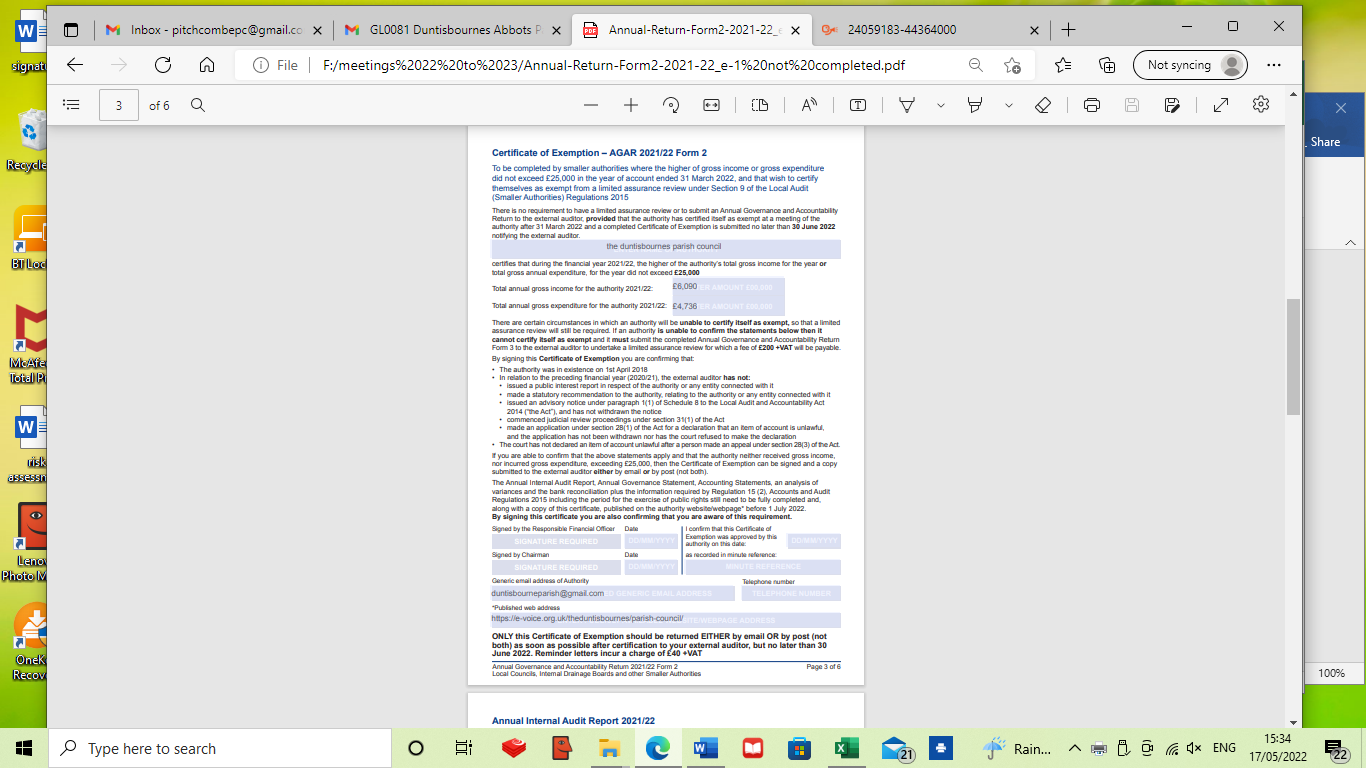 Inbox - pitchcombepc@gmail.co
GL0081 Duntisbournes Abbots P
Annual-Return-Form2-2021-22_e
24059183-44364000
File
F:/meetings%2022%20to%2023/Annual-Return-Form2-2021-22_e-1%20not%20completed.pdf
Not syncing
3
of 6
Share
signatu
Recycle
BT Loc
McAfe
Total P
risk
assess
Lenov
Photo M
OneK
Recov
Certificate of Exemption – AGAR 2021/22 Form 2
To be completed by smaller authorities where the higher of gross income or gross expenditure
did not exceed £25,000 in the year of account ended 31 March 2022, and that wish to certify
themselves as exempt from a limited assurance review under Section 9 of the Local Audit
(Smaller Authorities) Regulations 2015
There is no requirement to have a limited assurance review or to submit an Annual Governance and Accountability
Return to the external auditor, provided that the authority has certified itself as exempt at a meeting of the
authority after 31 March 2022 and a completed Certificate of Exemption is submitted no later than 30 June 2022
notifying the external auditor.
the duntisbournes parish council
certifies that during the financial year 2021/22, the higher of the authority's total gross income for the year or
total gross annual expenditure, for the year did not exceed £25,000
Total annual gross income for the authority 2021/22: £6,090 ER AMOUNT £00,000
Total annual gross expenditure for the authority 2021/22: £4,736 ER AMOUNT £00,000
There are certain circumstances in which an authority will be unable to certify itself as exempt, so that a limited
assurance review will still be required. If an authority is unable to confirm the statements below then it
cannot certify itself as exempt and it must submit the completed Annual Governance and Accountability Return
Form 3 to the external auditor to undertake a limited assurance review for which a fee of £200 +VAT will be payable.
By signing this Certificate of Exemption you are confirming that:
• The authority was in existence on 1st April 2018
• In relation to the preceding financial year (2020/21), the external auditor has not:
• issued a public interest report in respect of the authority or any entity connected with it
• made a statutory recommendation to the authority, relating to the authority or any entity connected with it
• issued an advisory notice under paragraph 1(1) of Schedule 8 to the Local Audit and Accountability Act
2014 ("the Act"), and has not withdrawn the notice
• commenced judicial review proceedings under section 31(1) of the Act
• made an application under section 28(1) of the Act for a declaration that an item of account is unlawful,
and the application has not been withdrawn nor has the court refused to make the declaration
• The court has not declared an item of account unlawful after a person made an appeal under section 28(3) of the Act.
If you are able to confirm that the above statements apply and that the authority neither received gross income,
nor incurred gross expenditure, exceeding £25,000, then the Certificate of Exemption can be signed and a copy
submitted to the external auditor either by email or by post (not both).
The Annual Internal Audit Report, Annual Governance Statement, Accounting Statements, an analysis of
variances and the bank reconciliation plus the information required by Regulation 15 (2), Accounts and Audit
Regulations 2015 including the period for the exercise of public rights still need to be fully completed and,
along with a copy of this certificate, published on the authority website/webpage* before 1 July 2022.
By signing this certificate you are also confirming that you are aware of this requirement.
Signed by the Responsible Financial Officer
Date
I confirm that this Certificate of
Exemption was approved by this
authority on this date:
SIGNATURE REQUIRED
DD/MM/YYYY
DD/MM/YYYY
Signed by Chairman
Date
as recorded in minute reference:
SIGNATURE REQUIRED
DD/MM/YYYY
MINUTE REFERENCE
Generic email address of Authority
Telephone number
duntisbourneparish@gmail.com ED GENERIC EMAIL ADDRESS
TELEPHONE NUMBER
*Published web address
https://e-voice.org.uk/theduntisbournes/parish-council/ ITE/WEBPAGE ADDRESS
ONLY this Certificate of Exemption should be returned EITHER by email OR by post (not
both) as soon as possible after certification to your external auditor, but no later than 30
June 2022. Reminder letters incur a charge of £40 +VAT
Annual Governance and Accountability Return 2021/22 Form 2
Page 3 of 6
Local Councils, Internal Drainage Boards and other Smaller Authorities
Annual Internal Audit Report 2021/22
100%
Type here to search
21
Rain...
ENG
15:34
17/05/2022
22